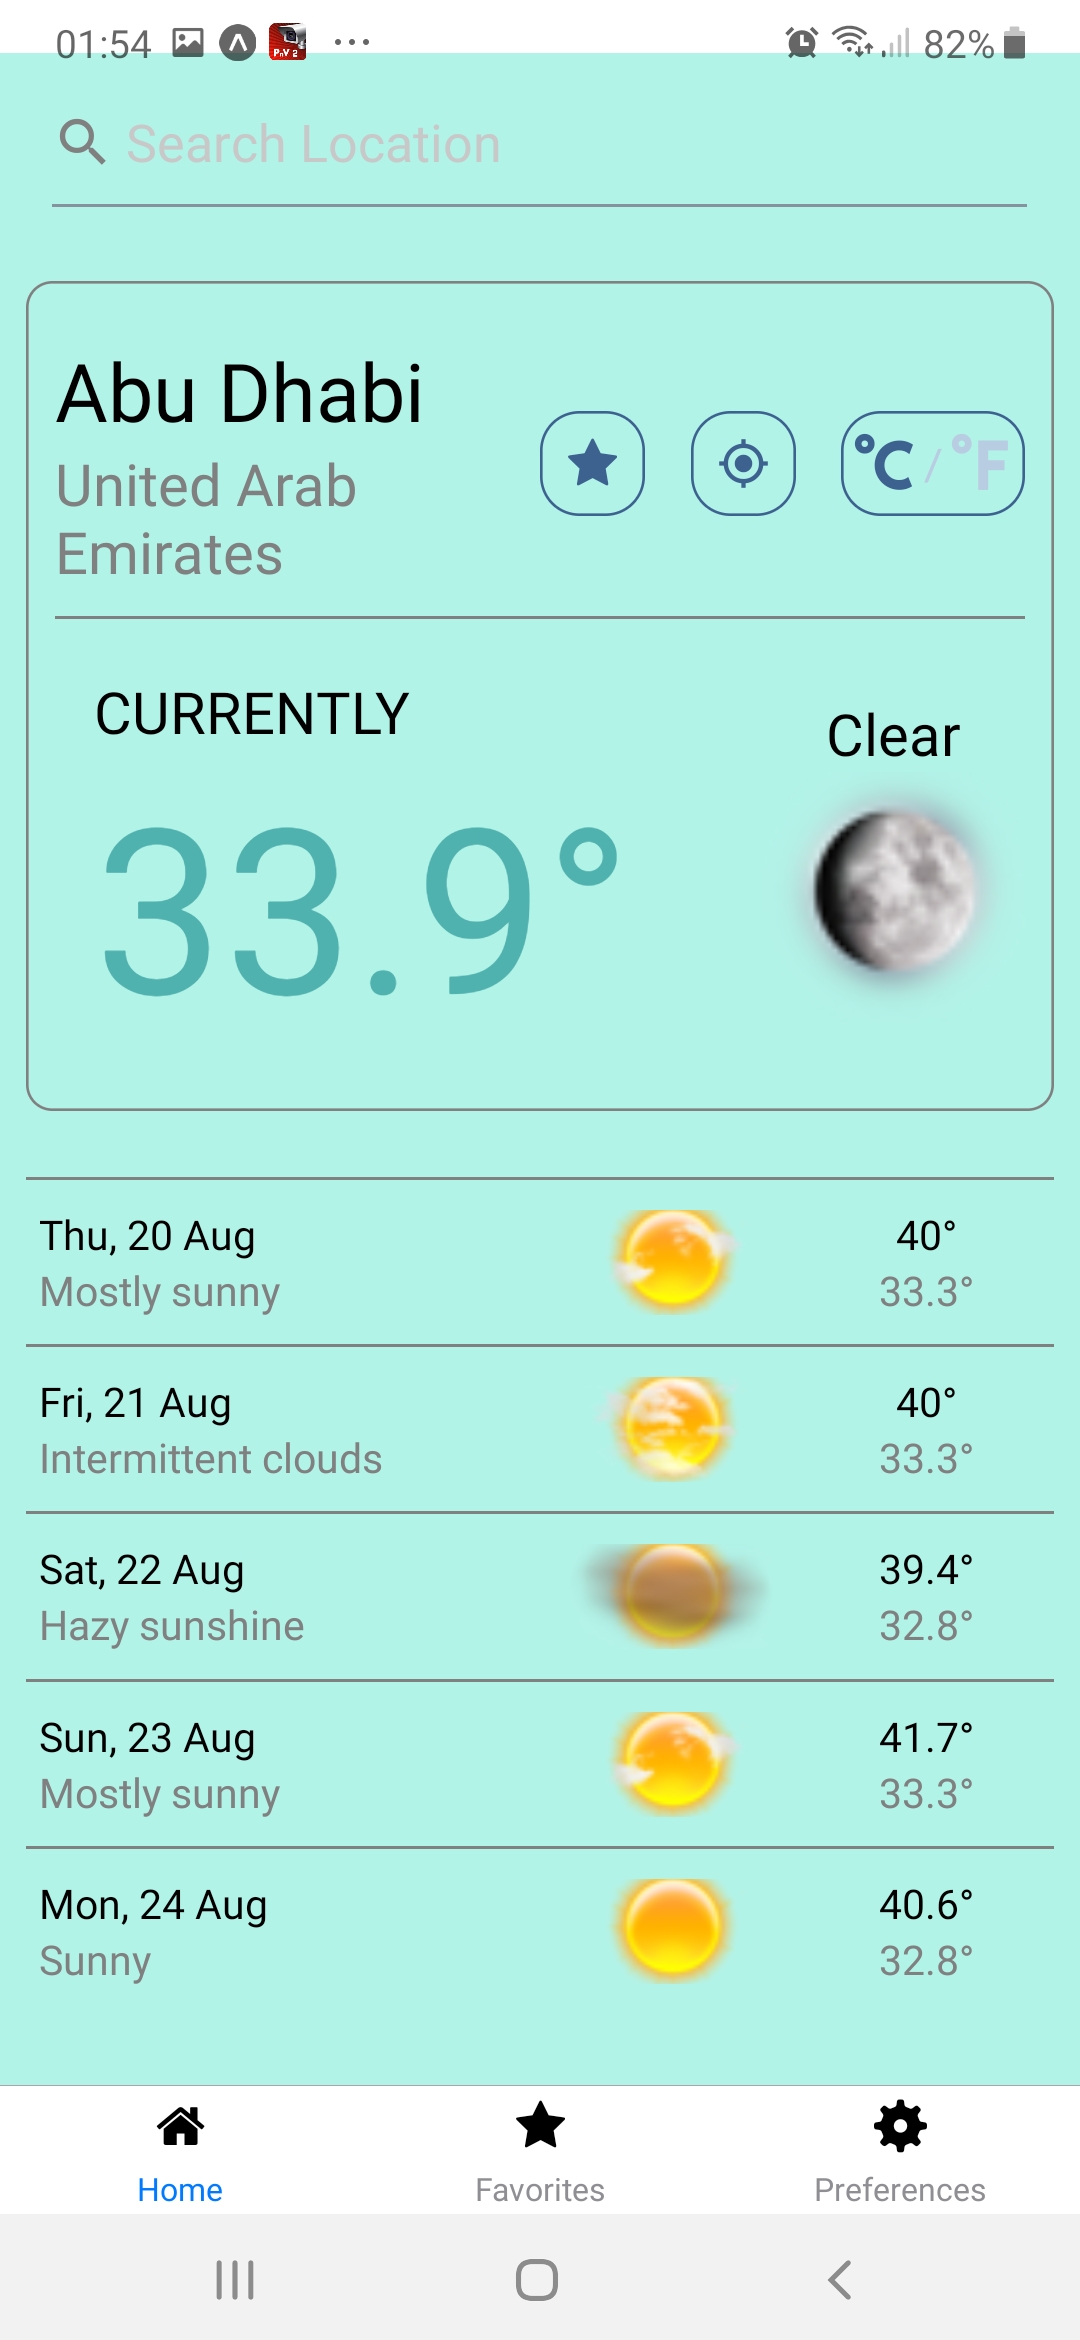 01:54
PnV 2
82%
Search Location
Abu Dhabi
United Arab
Emirates
°C / °F
CURRENTLY
Clear
33.9°
Thu, 20 Aug
40°
Mostly sunny
33.3°
Fri, 21 Aug
40°
Intermittent clouds
33.3°
Sat, 22 Aug
39.4°
Hazy sunshine
32.8°
Sun, 23 Aug
41.7°
Mostly sunny
33.3°
Mon, 24 Aug
40.6°
Sunny
32.8°
Home
Favorites
Preferences